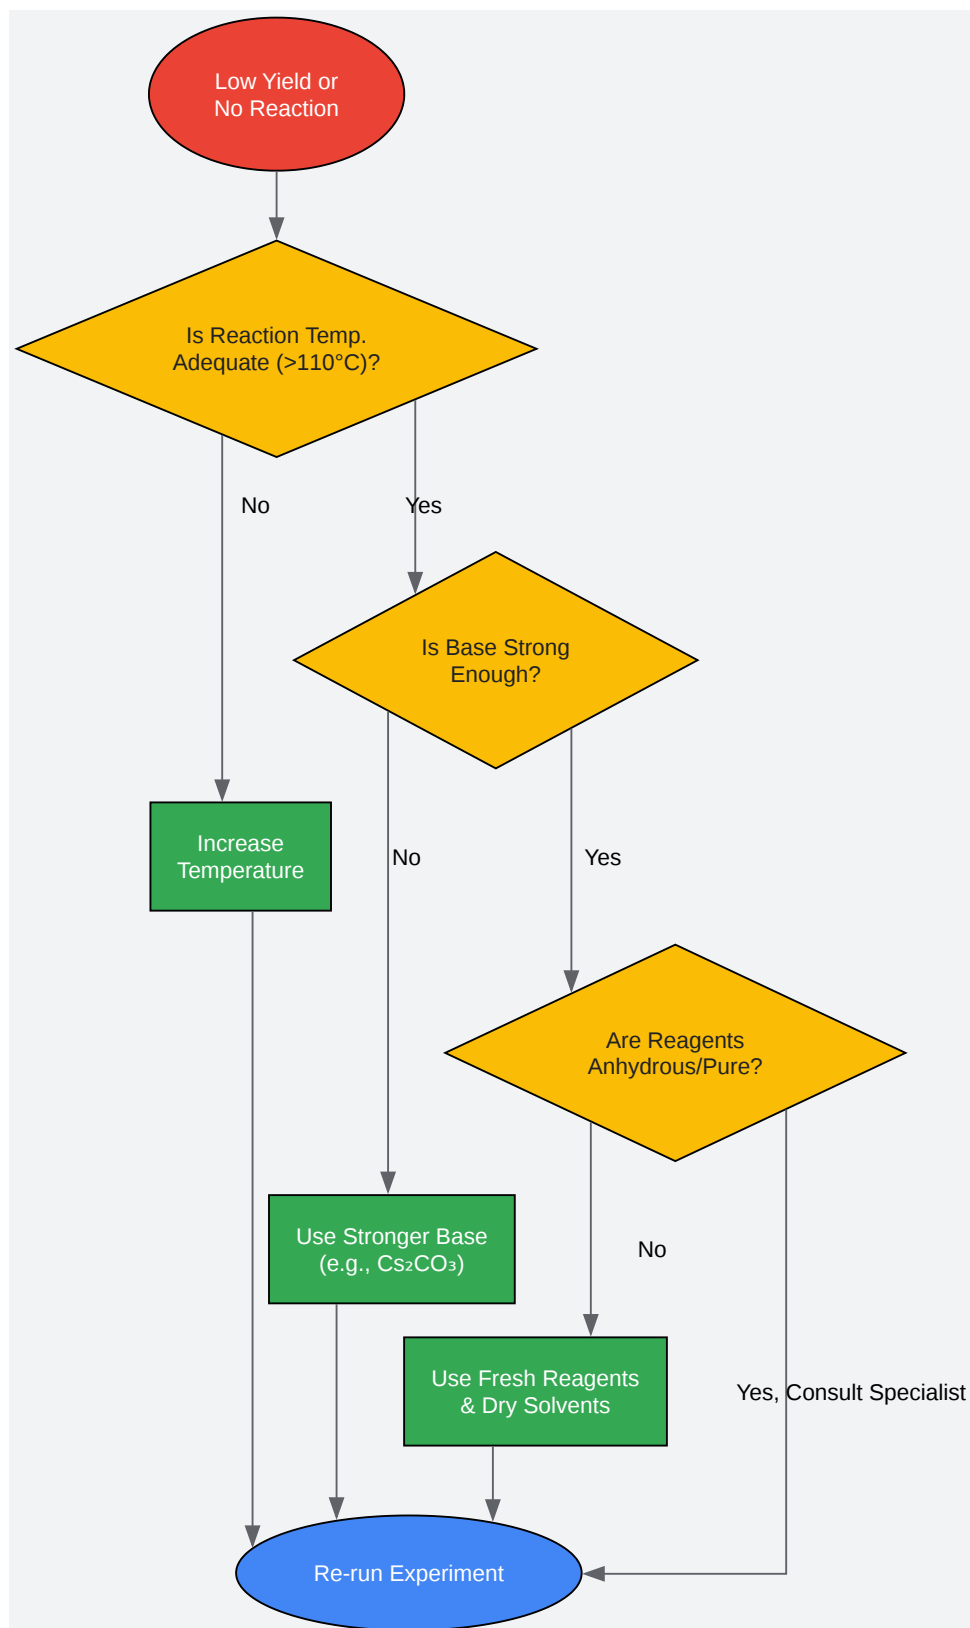 Low Yield or
No Reaction
Is Reaction Temp.
Adequate (>110°C)?
No
Yes
Is Base Strong
Enough?
Increase
Temperature
No
Yes
Are Reagents
Anhydrous/Pure?
Use Stronger Base
(e.g., Cs₂CO₃)
No
Use Fresh Reagents
& Dry Solvents
Yes, Consult Specialist
Re-run Experiment